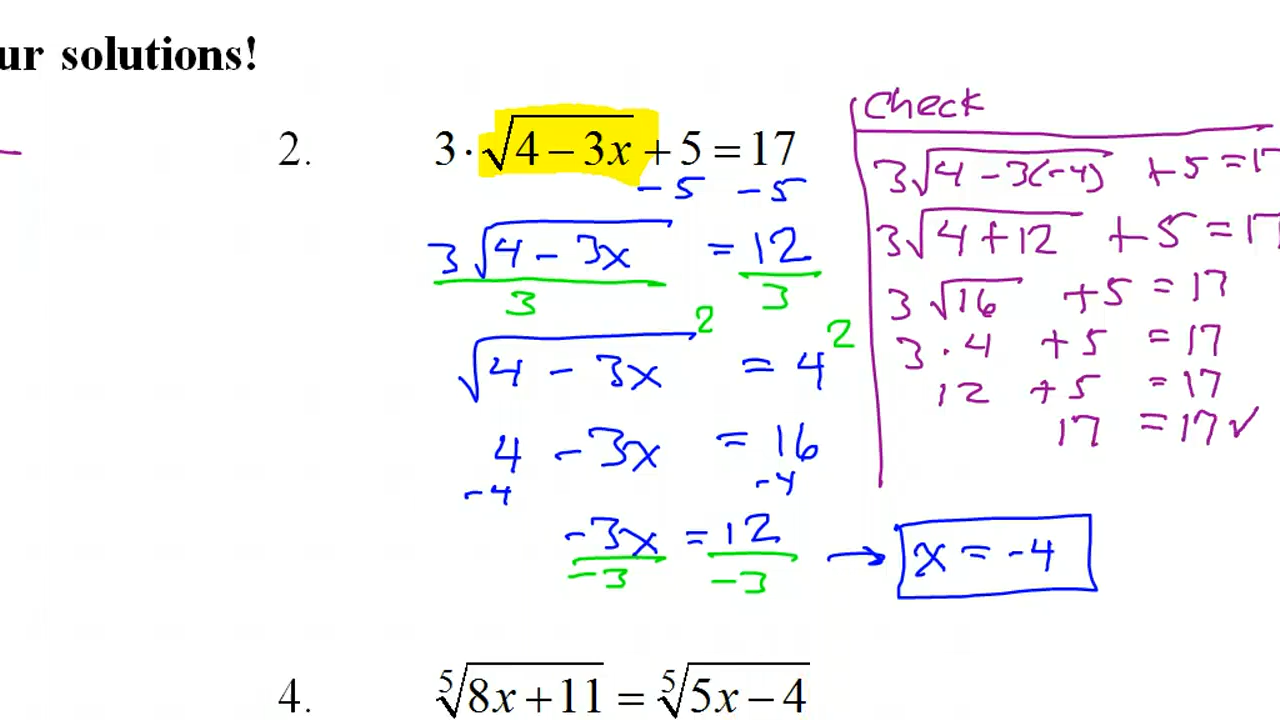 ur solutions!
2. 3·√(4 − 3x) + 5 = 17
−5 −5
3√(4 − 3x) = 12
3 3
√(4 − 3x)² = 4²
4 − 3x = 16
−4 −4
−3x = 12 → x = −4
−3 −3
Check
3√(4 − 3(−4)) + 5 = 17
3√(4 + 12) + 5 = 17
3√16 + 5 = 17
3 · 4 + 5 = 17
12 + 5 = 17
17 = 17 ✓
4. ⁵√(8x + 11) = ⁵√(5x − 4)